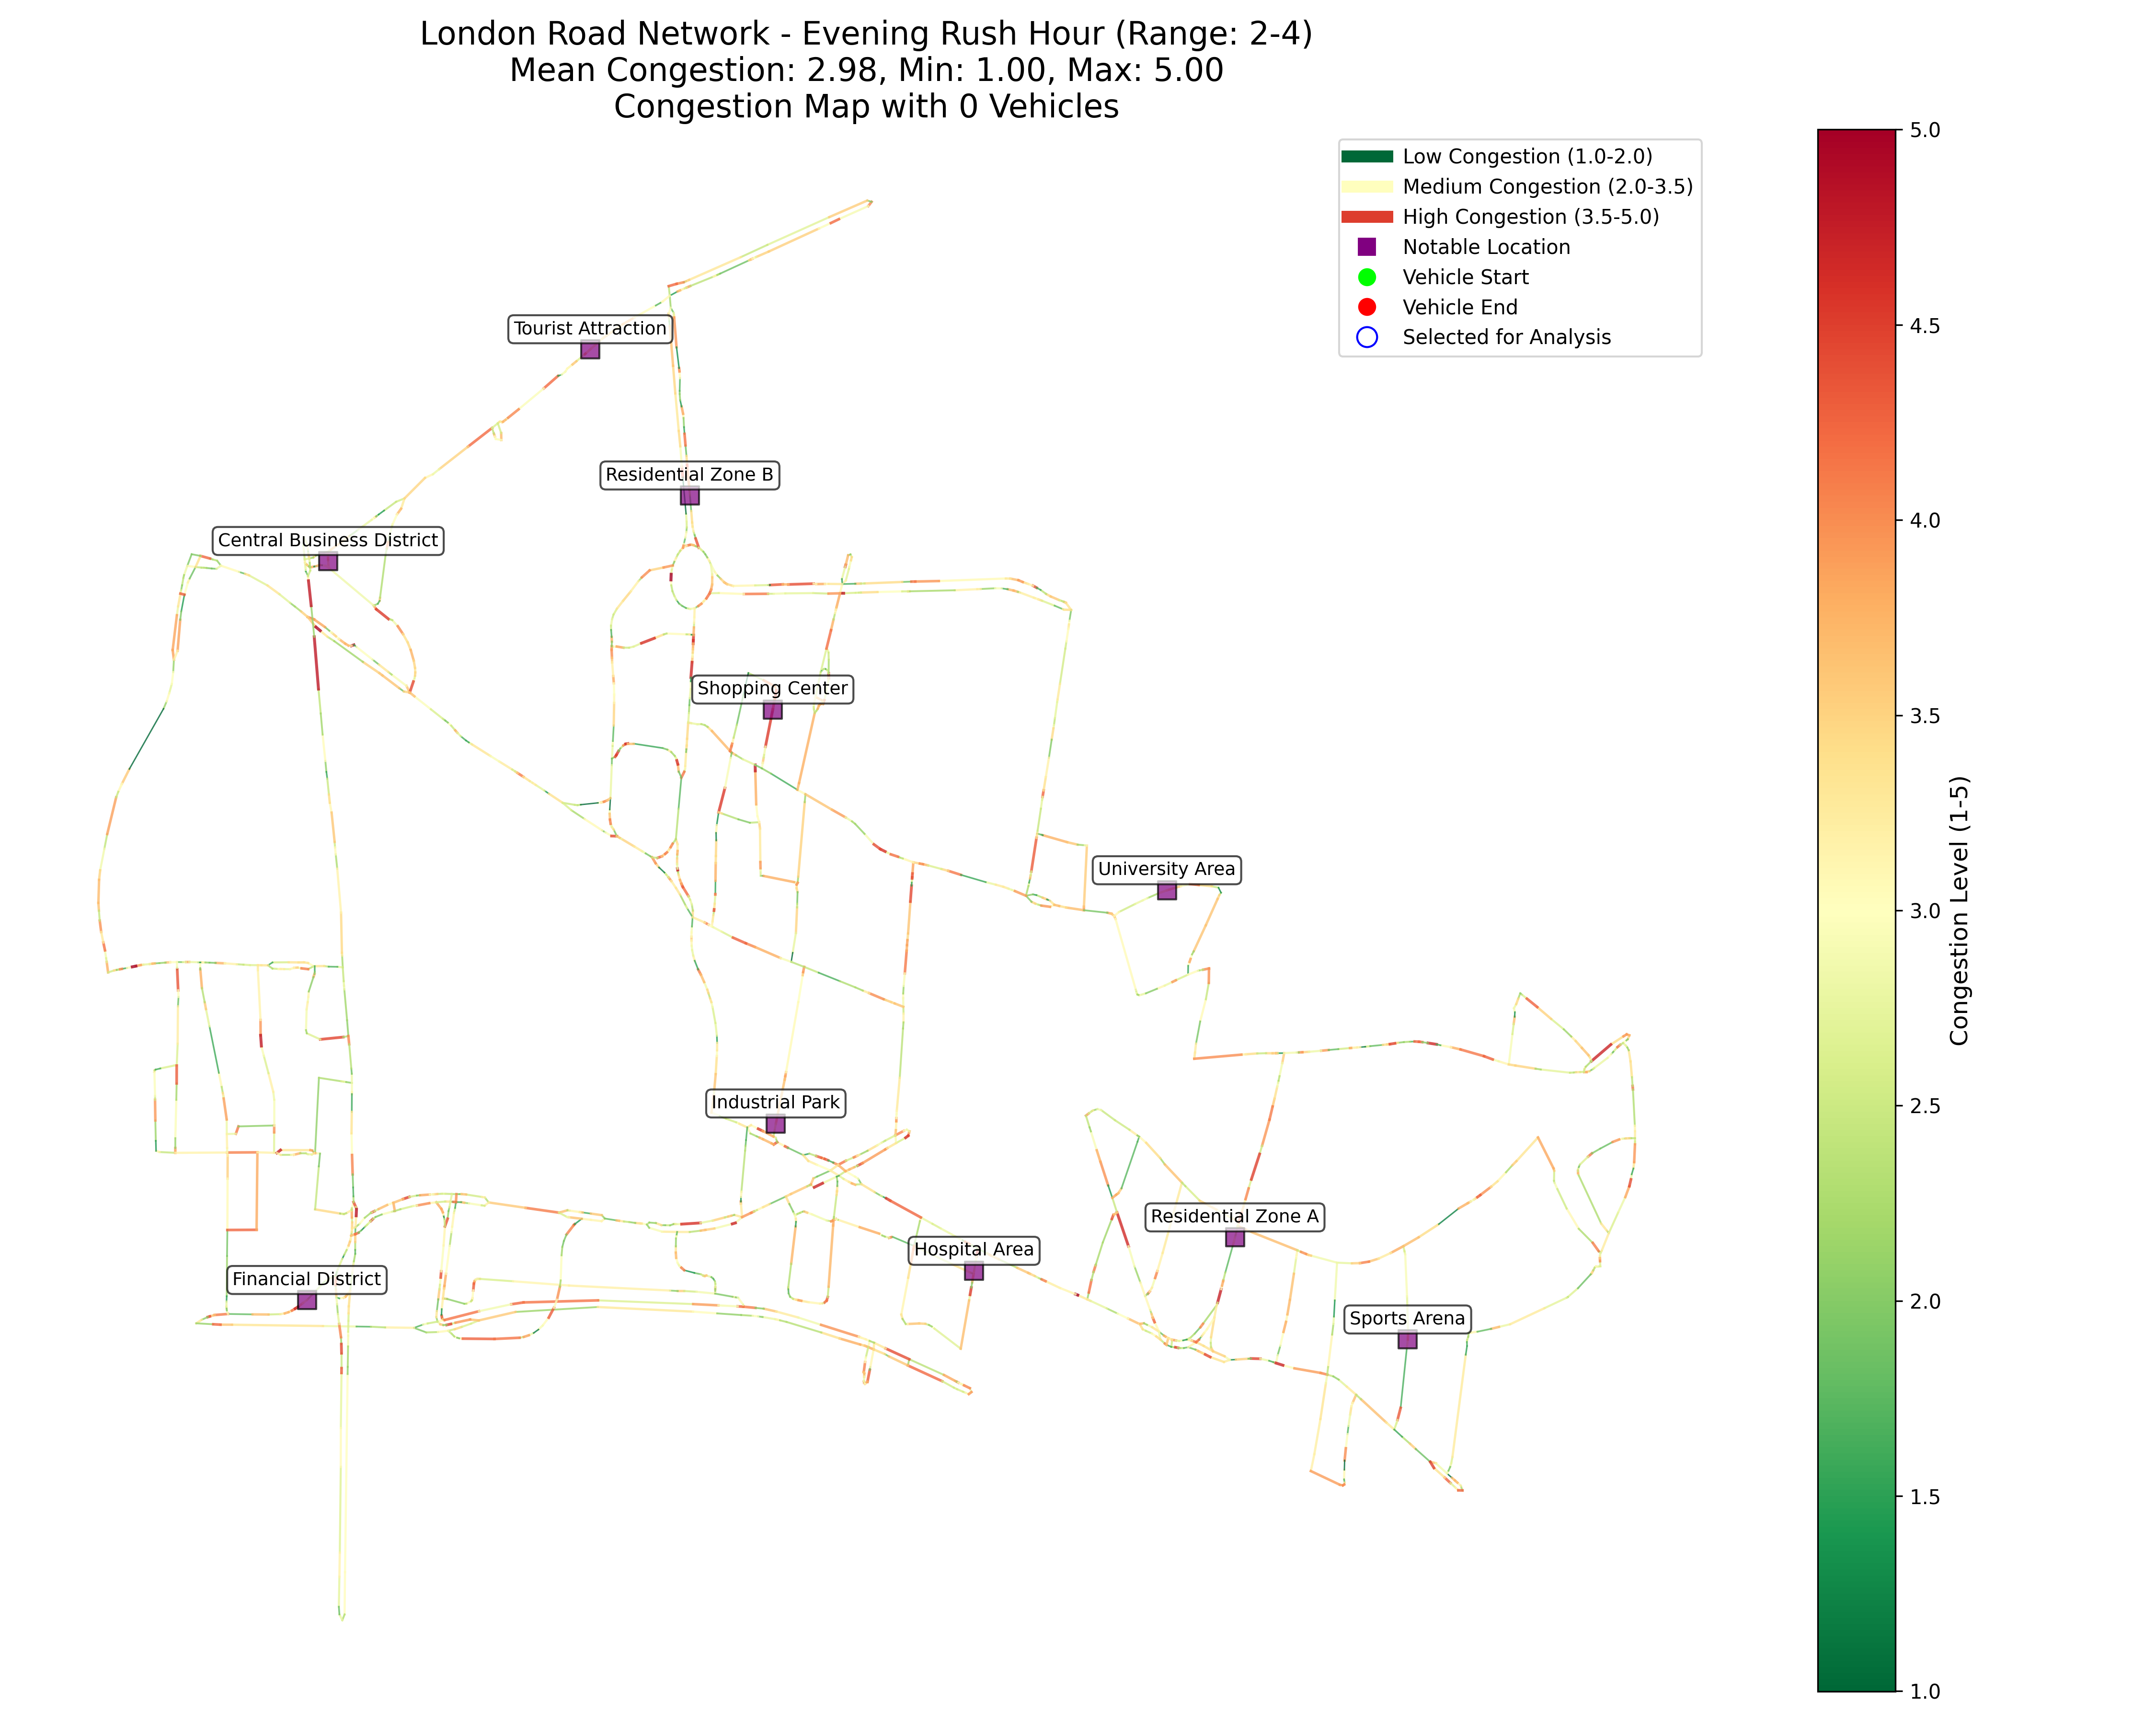 London Road Network - Evening Rush Hour (Range: 2-4)
Mean Congestion: 2.98, Min: 1.00, Max: 5.00
Congestion Map with 0 Vehicles
Low Congestion (1.0-2.0)
Medium Congestion (2.0-3.5)
High Congestion (3.5-5.0)
Notable Location
Vehicle Start
Vehicle End
Selected for Analysis
Tourist Attraction
Residential Zone B
Central Business District
Shopping Center
University Area
Industrial Park
Residential Zone A
Hospital Area
Financial District
Sports Arena
5.0
4.5
4.0
3.5
3.0
2.5
2.0
1.5
1.0
Congestion Level (1-5)